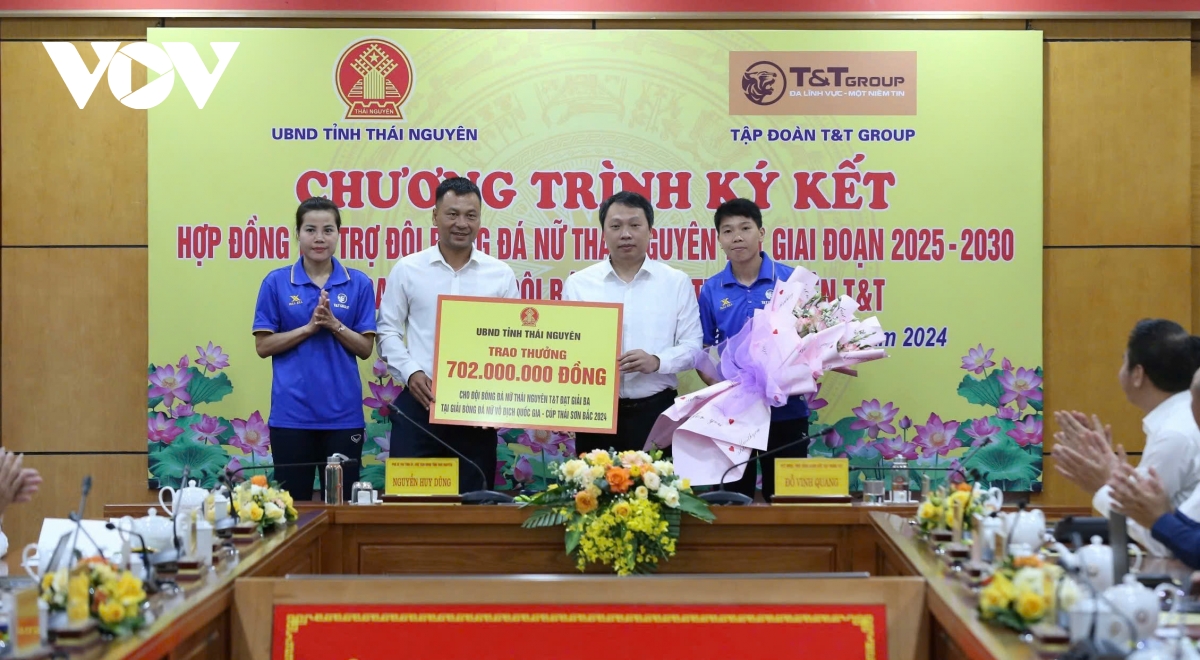 VOV
THÁI NGUYÊN
UBND TỈNH THÁI NGUYÊN
T&T GROUP
ĐA LĨNH VỰC - MỘT NIỀM TIN
TẬP ĐOÀN T&T GROUP
CHƯƠNG TRÌNH KÝ KẾT
HỢP ĐỒNG TRỢ ĐỘI ĐÁ NỮ GIAI ĐOẠN 2025 - 2030
T&T
2024
UBND TỈNH THÁI NGUYÊN
TRAO THƯỞNG
702.000.000 ĐỒNG
CHO ĐỘI BÓNG ĐÁ NỮ THÁI NGUYÊN T&T ĐẠT GIẢI BA
TẠI GIẢI BÓNG ĐÁ NỮ VÔ ĐỊCH QUỐC GIA - CÚP THÁI SƠN BẮC 2024
NGUYỄN HUY DŨNG
ĐỖ VINH QUANG